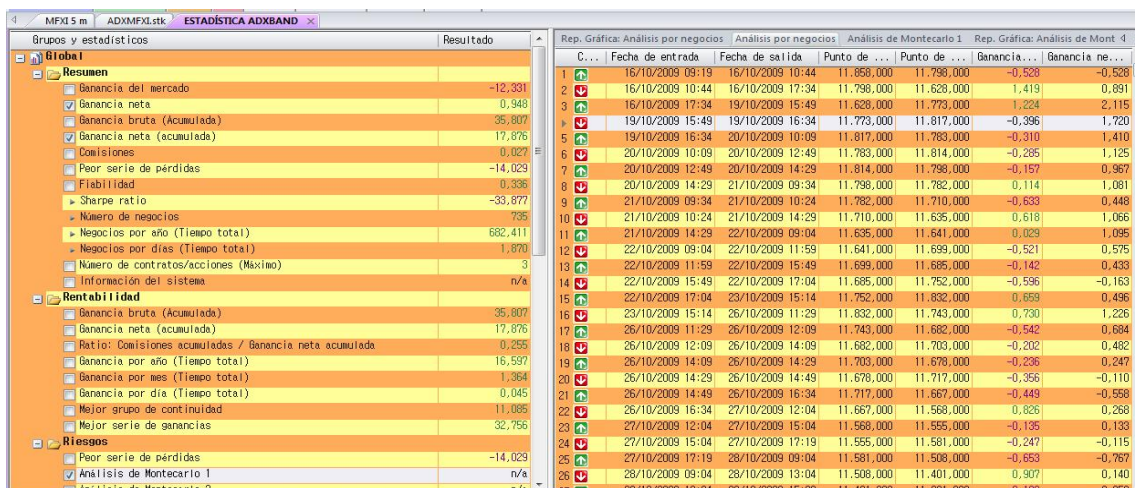 MFXI 5 m ADXMFXI.stk ESTADÍSTICA ADXBAND
Grupos y estadísticos Resultado
Global
Resumen
Ganancia del mercado -12,331
Ganancia neta 0,948
Ganancia bruta (Acumulada) 35,807
Ganancia neta (acumulada) 17,876
Comisiones 0,027
Peor serie de pérdidas -14,029
Fiabilidad 0,336
Sharpe ratio -33,877
Número de negocios 735
Negocios por año (Tiempo total) 682,411
Negocios por días (Tiempo total) 1,870
Número de contratos/acciones (Máximo) 3
Información del sistema n/a
Rentabilidad
Ganancia bruta (Acumulada) 35,807
Ganancia neta (acumulada) 17,876
Ratio: Comisiones acumuladas / Ganancia neta acumulada 0,255
Ganancia por año (Tiempo total) 16,597
Ganancia por mes (Tiempo total) 1,364
Ganancia por día (Tiempo total) 0,045
Mejor grupo de continuidad 11,085
Mejor serie de ganancias 32,756
Riesgos
Peor serie de pérdidas -14,029
Análisis de Montecarlo 1 n/a
Rep. Gráfica: Análisis por negocios Análisis por negocios Análisis de Montecarlo 1 Rep. Gráfica: Análisis de Mont
C... Fecha de entrada Fecha de salida Punto de ... Punto de ... Ganancia... Ganancia ne...
1 16/10/2009 09:19 16/10/2009 10:44 11.858,000 11.798,000 -0,528 -0,528
2 16/10/2009 10:44 16/10/2009 17:34 11.798,000 11.628,000 1,419 0,891
3 16/10/2009 17:34 19/10/2009 15:49 11.628,000 11.773,000 1,224 2,115
19/10/2009 15:49 19/10/2009 16:34 11.773,000 11.817,000 -0,396 1,720
5 19/10/2009 16:34 20/10/2009 10:09 11.817,000 11.783,000 -0,310 1,410
6 20/10/2009 10:09 20/10/2009 12:49 11.783,000 11.814,000 -0,285 1,125
7 20/10/2009 12:49 20/10/2009 14:29 11.814,000 11.798,000 -0,157 0,967
8 20/10/2009 14:29 21/10/2009 09:34 11.798,000 11.782,000 0,114 1,081
9 21/10/2009 09:34 21/10/2009 10:24 11.782,000 11.710,000 -0,633 0,448
10 21/10/2009 10:24 21/10/2009 14:29 11.710,000 11.635,000 0,618 1,066
11 21/10/2009 14:29 22/10/2009 09:04 11.635,000 11.641,000 0,029 1,095
12 22/10/2009 09:04 22/10/2009 11:59 11.641,000 11.699,000 -0,521 0,575
13 22/10/2009 11:59 22/10/2009 15:49 11.699,000 11.685,000 -0,142 0,433
14 22/10/2009 15:49 22/10/2009 17:04 11.685,000 11.752,000 -0,596 -0,163
15 22/10/2009 17:04 23/10/2009 15:14 11.752,000 11.832,000 0,659 0,496
16 23/10/2009 15:14 26/10/2009 11:29 11.832,000 11.743,000 0,730 1,226
17 26/10/2009 11:29 26/10/2009 12:09 11.743,000 11.682,000 -0,542 0,684
18 26/10/2009 12:09 26/10/2009 14:09 11.682,000 11.703,000 -0,202 0,482
19 26/10/2009 14:09 26/10/2009 14:29 11.703,000 11.678,000 -0,236 0,247
20 26/10/2009 14:29 26/10/2009 14:49 11.678,000 11.717,000 -0,356 -0,110
21 26/10/2009 14:49 26/10/2009 16:34 11.717,000 11.667,000 -0,449 -0,558
22 26/10/2009 16:34 27/10/2009 12:04 11.667,000 11.568,000 0,826 0,268
23 27/10/2009 12:04 27/10/2009 15:04 11.568,000 11.555,000 -0,135 0,133
24 27/10/2009 15:04 27/10/2009 17:19 11.555,000 11.581,000 -0,247 -0,115
25 27/10/2009 17:19 28/10/2009 09:04 11.581,000 11.508,000 -0,653 -0,767
26 28/10/2009 09:04 28/10/2009 13:04 11.508,000 11.401,000 0,907 0,140